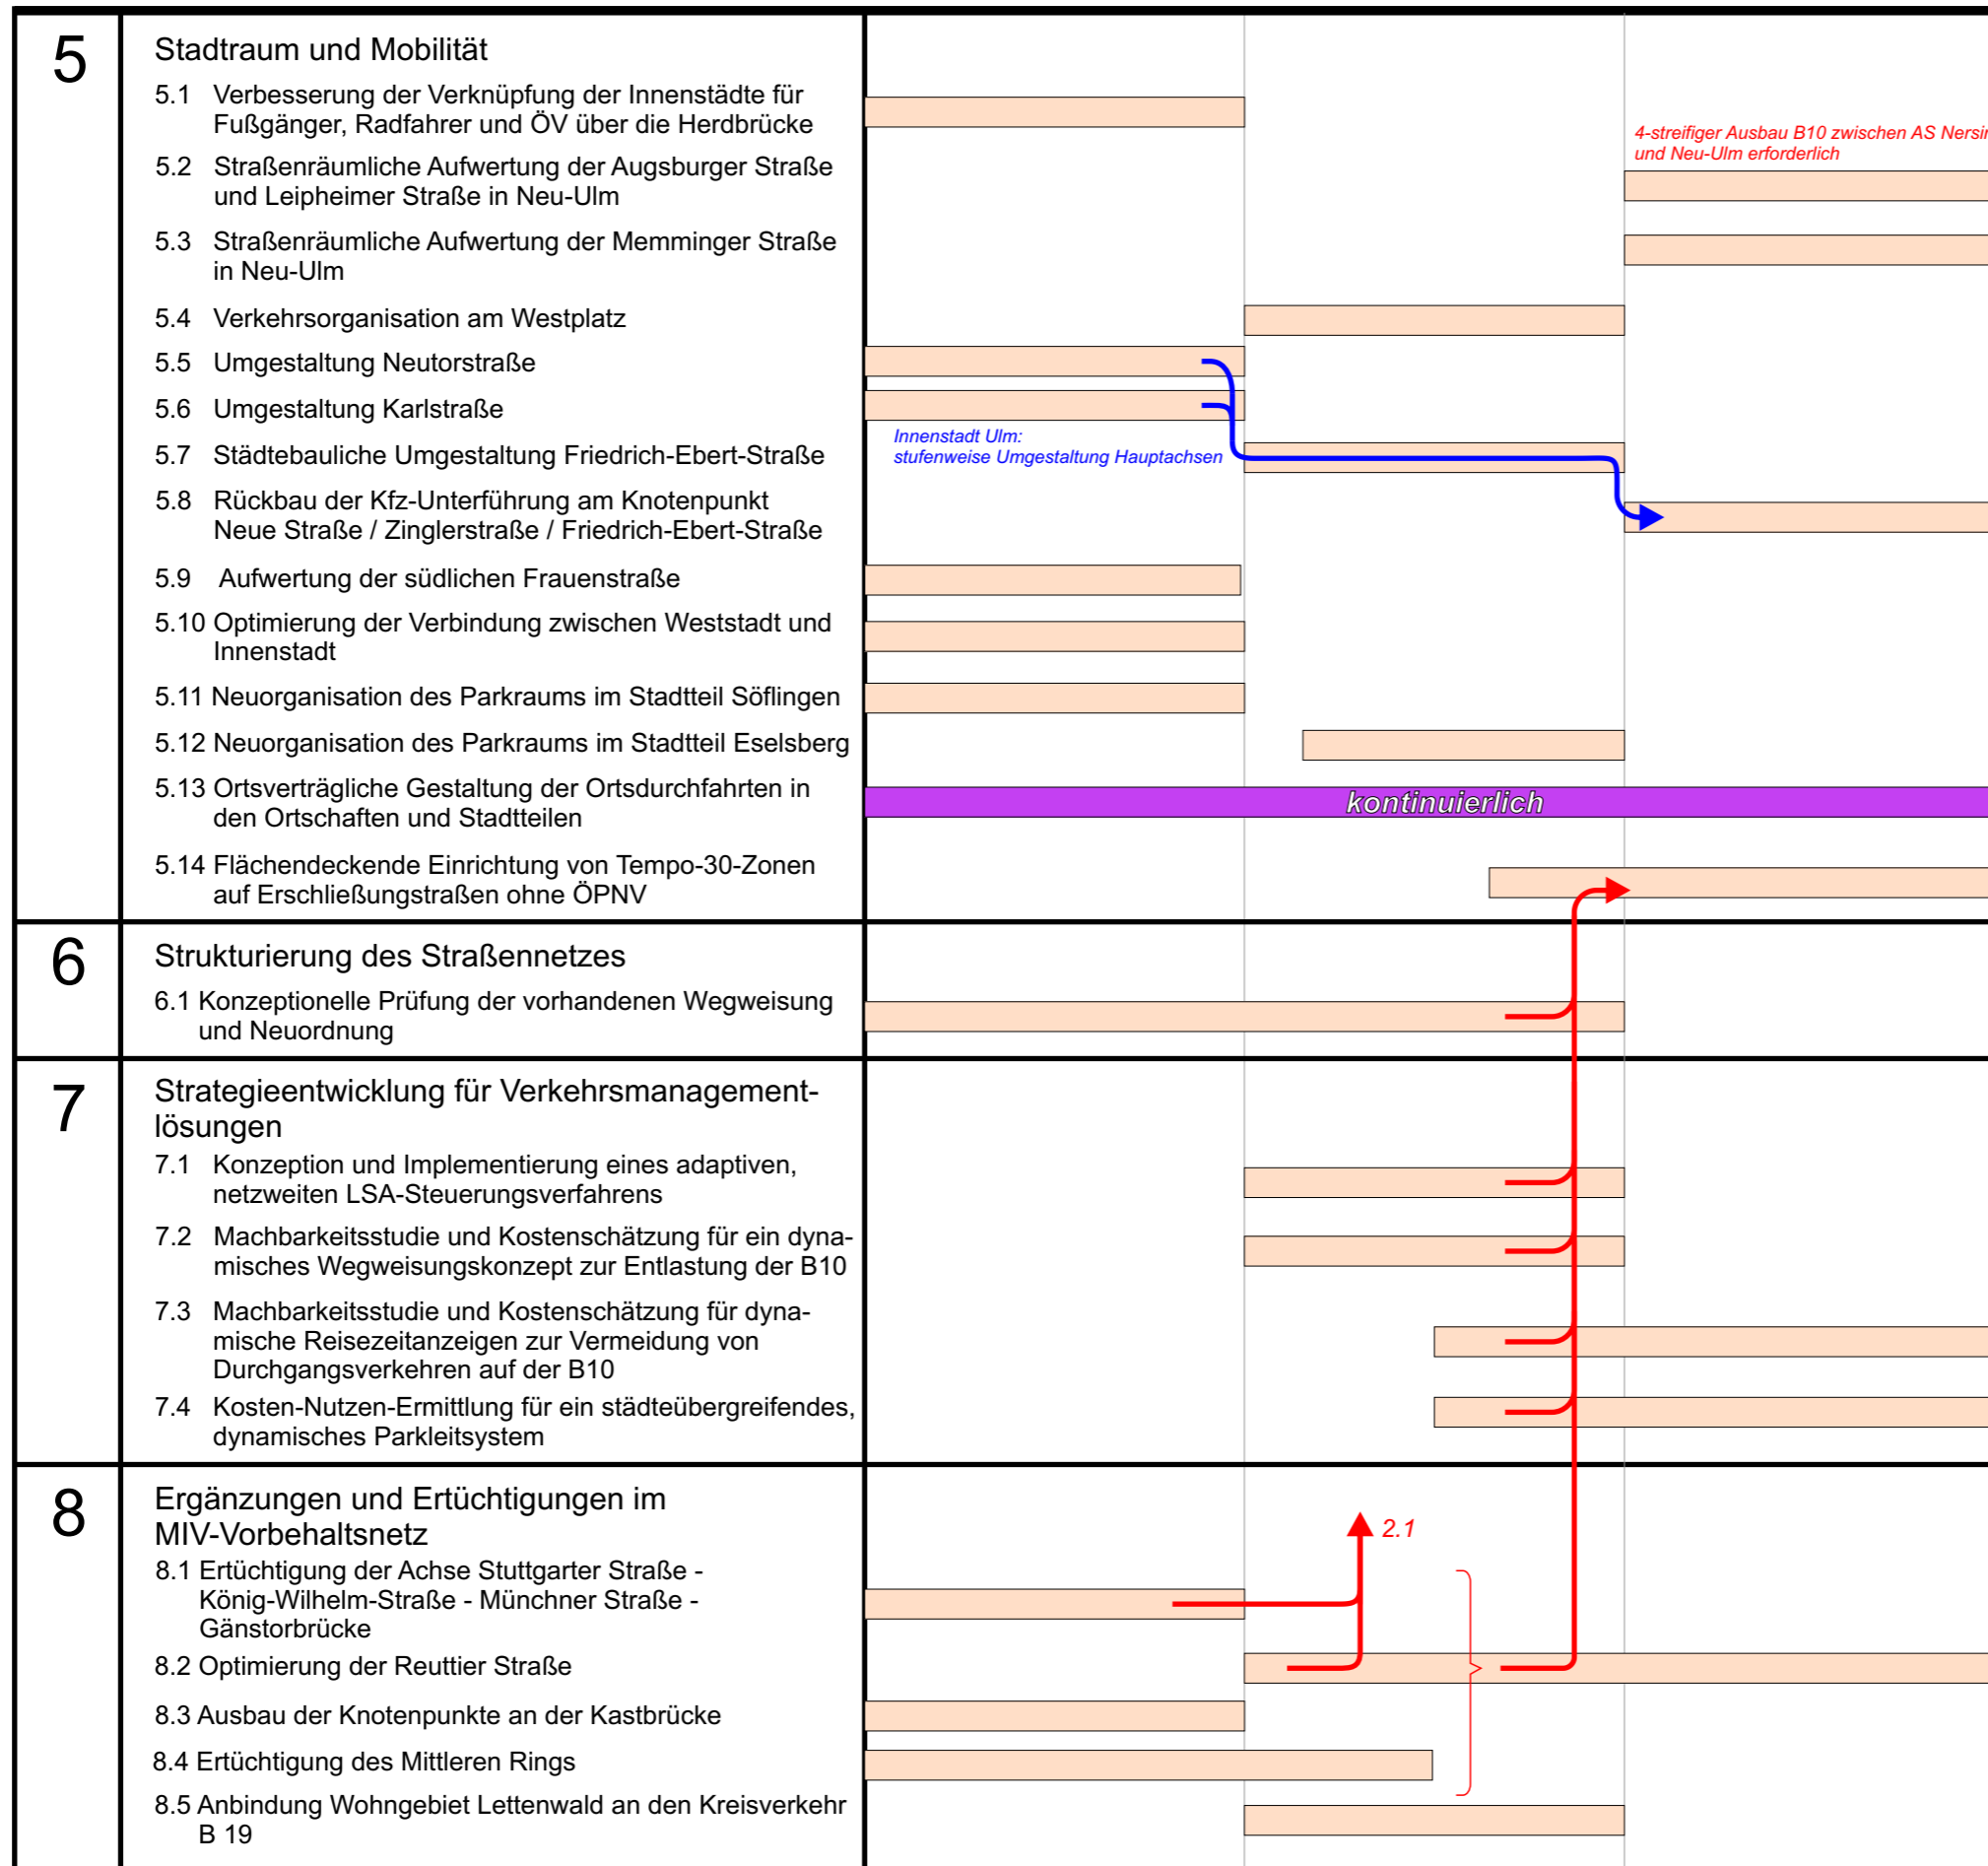 5
Stadtraum und Mobilität
5.1 Verbesserung der Verknüpfung der Innenstädte für
Fußgänger, Radfahrer und ÖV über die Herdbrücke
4-streifiger Ausbau B10 zwischen AS Nersin
und Neu-Ulm erforderlich
5.2 Straßenräumliche Aufwertung der Augsburger Straße
und Leipheimer Straße in Neu-Ulm
5.3 Straßenräumliche Aufwertung der Memminger Straße
in Neu-Ulm
5.4 Verkehrsorganisation am Westplatz
5.5 Umgestaltung Neutorstraße
5.6 Umgestaltung Karlstraße
Innenstadt Ulm:
stufenweise Umgestaltung Hauptachsen
5.7 Städtebauliche Umgestaltung Friedrich-Ebert-Straße
5.8 Rückbau der Kfz-Unterführung am Knotenpunkt
Neue Straße / Zinglerstraße / Friedrich-Ebert-Straße
5.9 Aufwertung der südlichen Frauenstraße
5.10 Optimierung der Verbindung zwischen Weststadt und
Innenstadt
5.11 Neuorganisation des Parkraums im Stadtteil Söflingen
5.12 Neuorganisation des Parkraums im Stadtteil Eselsberg
5.13 Ortsverträgliche Gestaltung der Ortsdurchfahrten in
den Ortschaften und Stadtteilen
kontinuierlich
5.14 Flächendeckende Einrichtung von Tempo-30-Zonen
auf Erschließungstraßen ohne ÖPNV
6
Strukturierung des Straßennetzes
6.1 Konzeptionelle Prüfung der vorhandenen Wegweisung
und Neuordnung
7
Strategieentwicklung für Verkehrsmanagement-
lösungen
7.1 Konzeption und Implementierung eines adaptiven,
netzweiten LSA-Steuerungsverfahrens
7.2 Machbarkeitsstudie und Kostenschätzung für ein dyna-
misches Wegweisungskonzept zur Entlastung der B10
7.3 Machbarkeitsstudie und Kostenschätzung für dyna-
mische Reisezeitanzeigen zur Vermeidung von
Durchgangsverkehren auf der B10
7.4 Kosten-Nutzen-Ermittlung für ein städteübergreifendes,
dynamisches Parkleitsystem
8
Ergänzungen und Ertüchtigungen im
MIV-Vorbehaltsnetz
2.1
8.1 Ertüchtigung der Achse Stuttgarter Straße -
König-Wilhelm-Straße - Münchner Straße -
Gänstorbrücke
8.2 Optimierung der Reuttier Straße
8.3 Ausbau der Knotenpunkte an der Kastbrücke
8.4 Ertüchtigung des Mittleren Rings
8.5 Anbindung Wohngebiet Lettenwald an den Kreisverkehr
B 19